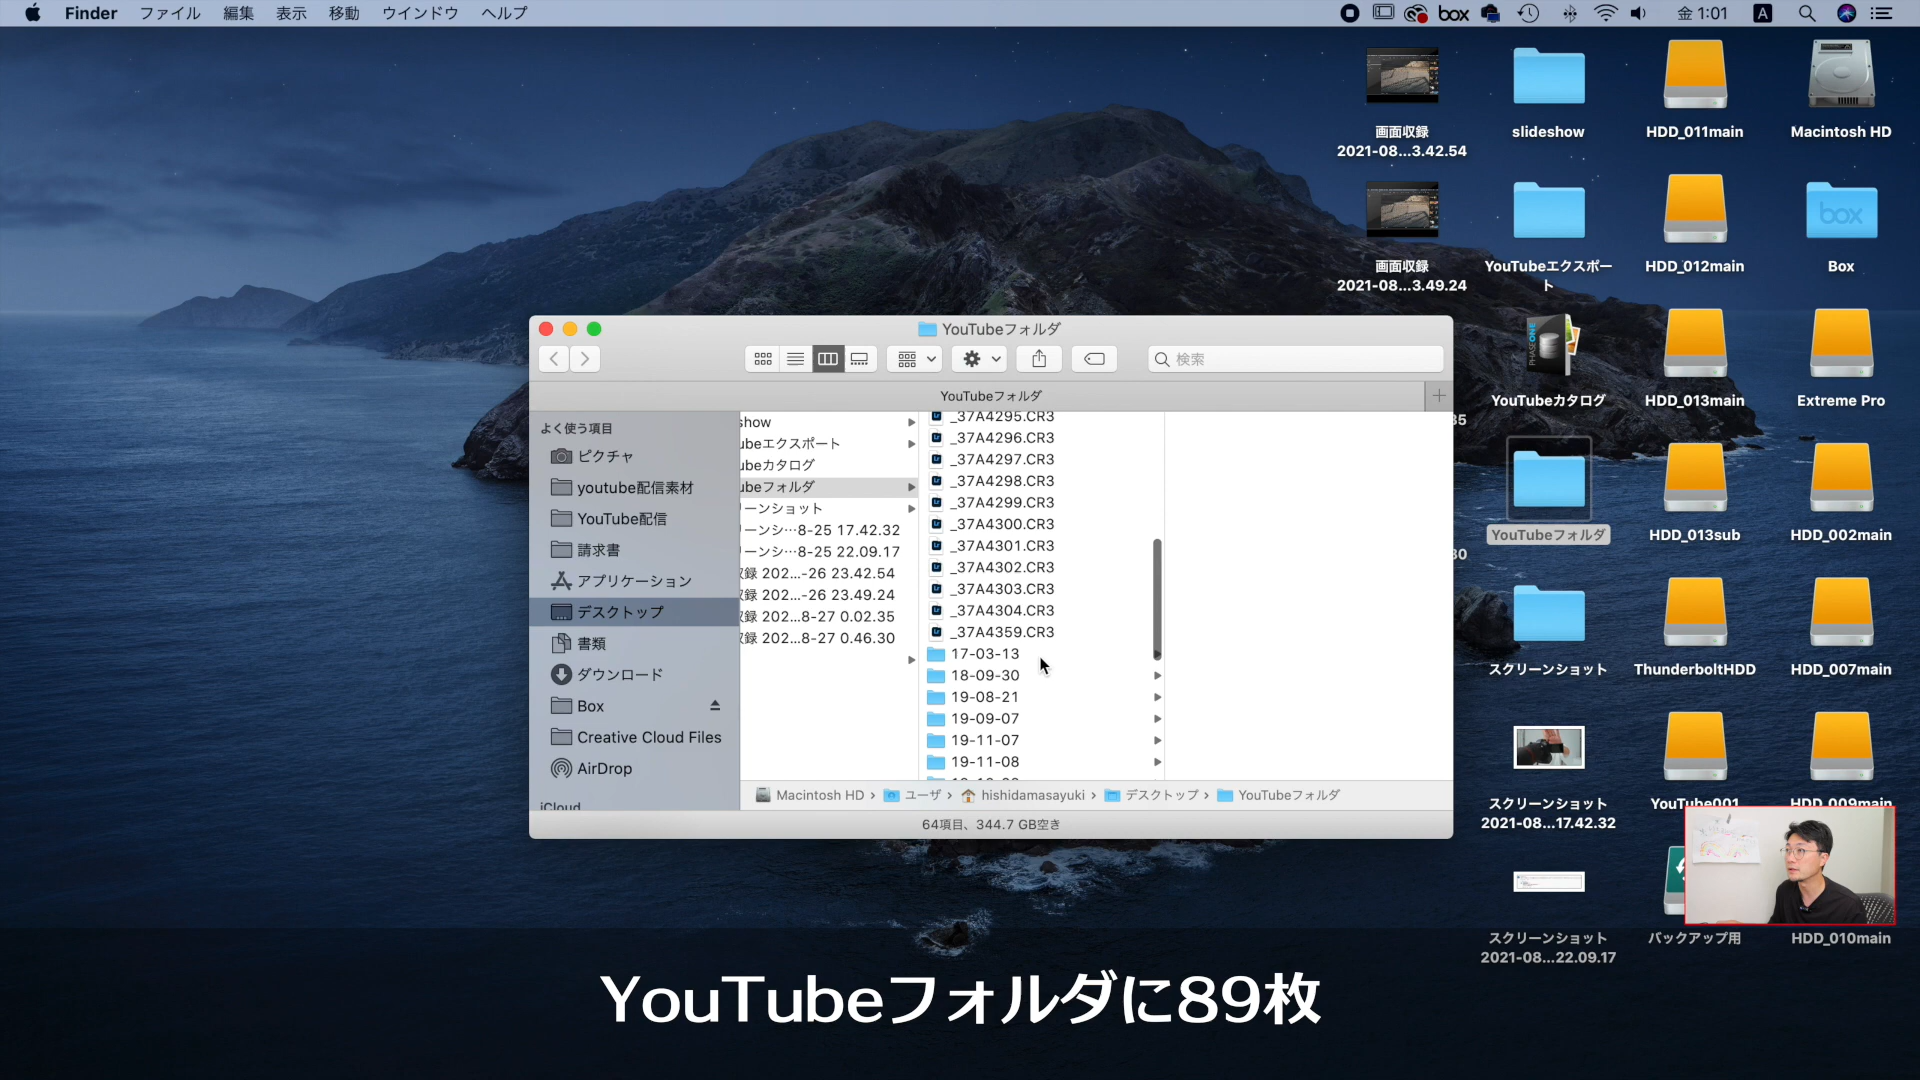 Finder ファイル 編集 表示 移動 ウインドウ ヘルプ
box 金 1:01 A
画面収録
2021-08...3.42.54
slideshow
HDD_011main
Macintosh HD
画面収録
2021-08...3.49.24
YouTubeエクスポー
ト
HDD_012main
box
Box
PHASEONE
YouTubeカタログ
HDD_013main
Extreme Pro
YouTubeフォルダ
HDD_013sub
HDD_002main
スクリーンショット
ThunderboltHDD
HDD_007main
スクリーンショット
2021-08...17.42.32
YouTube001
HDD_009main
スクリーンショット
2021-08...22.09.17
バックアップ用
HDD_010main
YouTubeフォルダ
検索
YouTubeフォルダ
よく使う項目
ピクチャ
youtube配信素材
YouTube配信
請求書
アプリケーション
デスクトップ
書類
ダウンロード
Box
Creative Cloud Files
AirDrop
iCloud
show
ubeエクスポート
ubeカタログ
ubeフォルダ
ーンショット
ーンシ…8-25 17.42.32
ーンシ…8-25 22.09.17
録 202...-26 23.42.54
録 202...-26 23.49.24
録 202...8-27 0.02.35
録 202...8-27 0.46.30
_37A4295.CR3
_37A4296.CR3
_37A4297.CR3
_37A4298.CR3
_37A4299.CR3
_37A4300.CR3
_37A4301.CR3
_37A4302.CR3
_37A4303.CR3
_37A4304.CR3
_37A4359.CR3
17-03-13
18-09-30
19-08-21
19-09-07
19-11-07
19-11-08
35
30
Macintosh HD › ユーザ › hishidamasayuki › デスクトップ › YouTubeフォルダ
64項目、344.7 GB空き
YouTubeフォルダに89枚